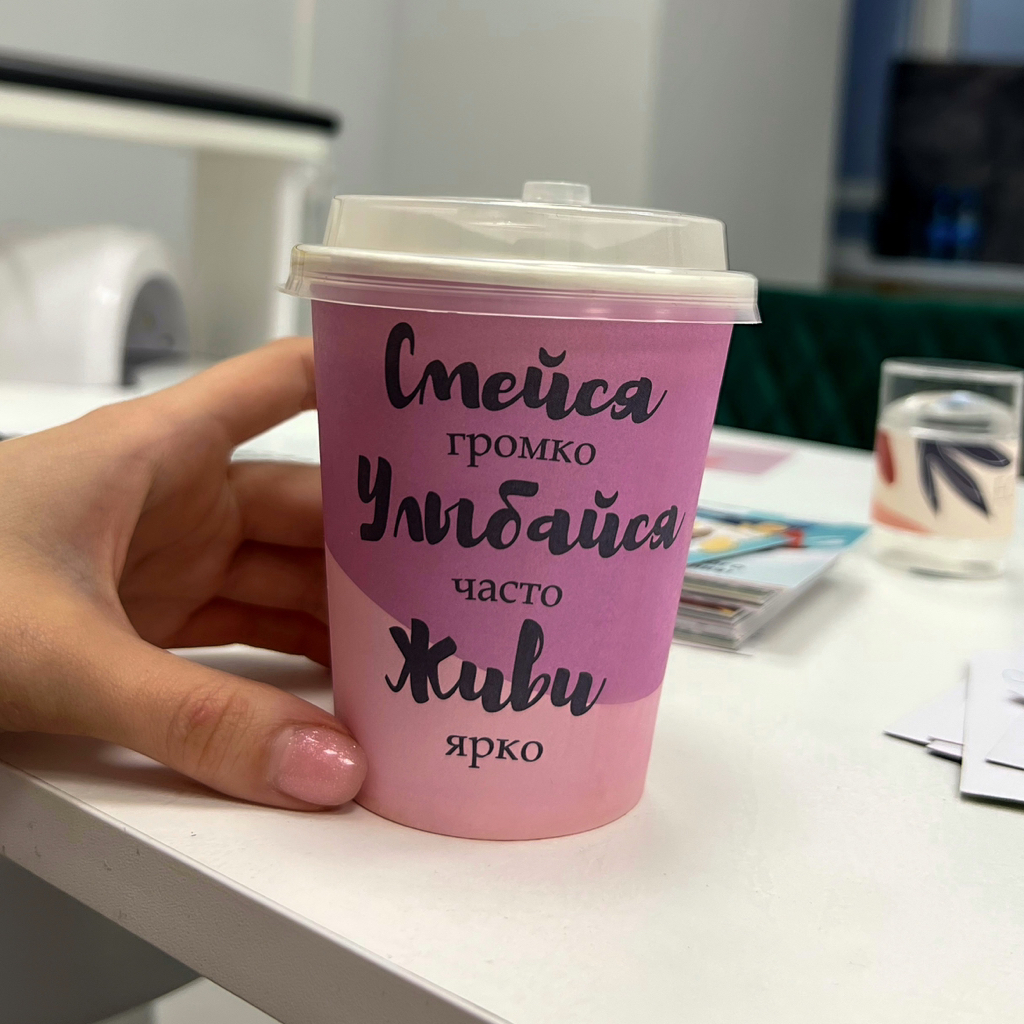 Смейся
громко
Улыбайся
часто
Живи
ярко